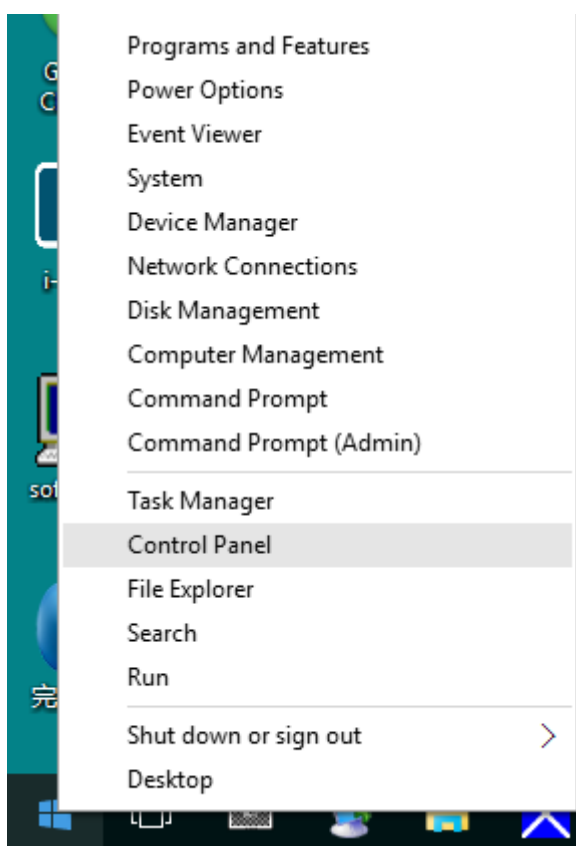 G
C
Programs and Features
Power Options
Event Viewer
System
Device Manager
i-
Network Connections
Disk Management
Computer Management
Command Prompt
Command Prompt (Admin)
Task Manager
Control Panel
File Explorer
Search
Run
完
Shut down or sign out
Desktop